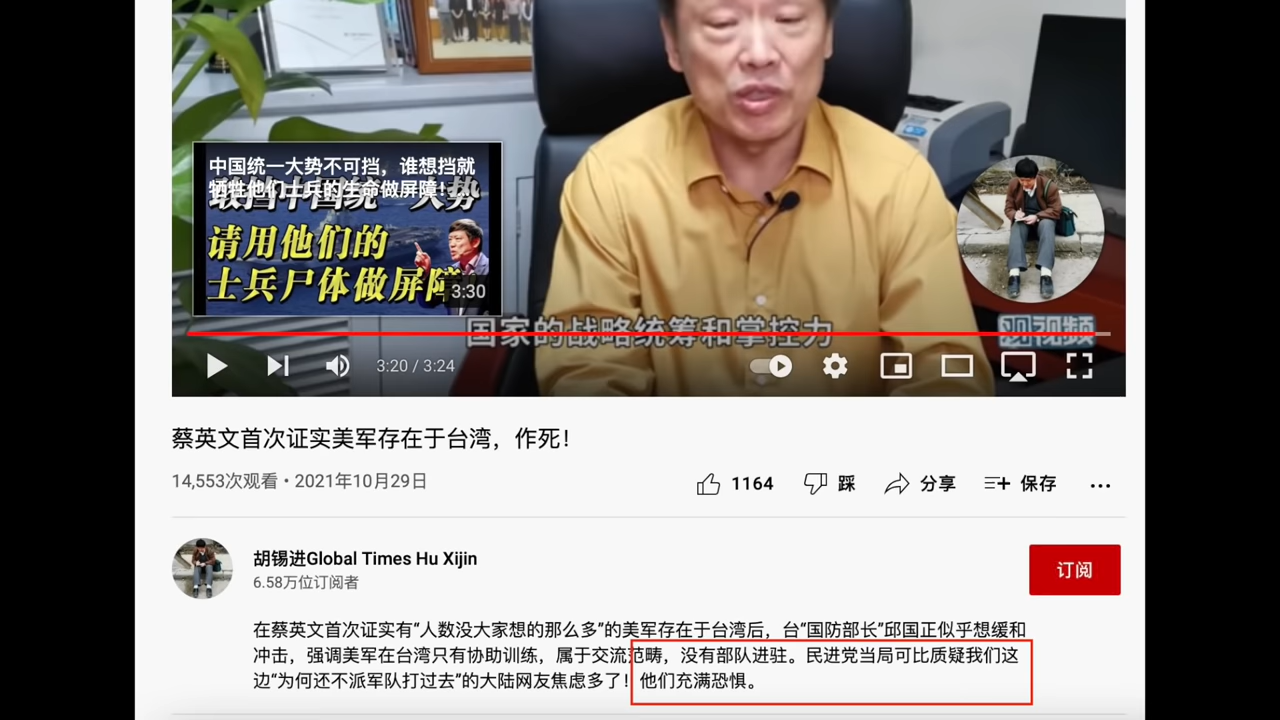 中国统一大势不可挡，谁想挡就
牺牲他们士兵的生命做屏障！
敢挡中国统一大势
请用他们的
士兵尸体做屏障
3:30
国家的战略统筹和掌控力
观视频
3:20 / 3:24
蔡英文首次证实美军存在于台湾，作死！
14,553次观看 • 2021年10月29日
1164
踩
分享
保存
胡锡进Global Times Hu Xijin
6.58万位订阅者
订阅
在蔡英文首次证实有“人数没大家想的那么多”的美军存在于台湾后，台“国防部长”邱国正似乎想缓和
冲击，强调美军在台湾只有协助训练，属于交流范畴，没有部队进驻。民进党当局可比质疑我们这
边“为何还不派军队打过去”的大陆网友焦虑多了！他们充满恐惧。